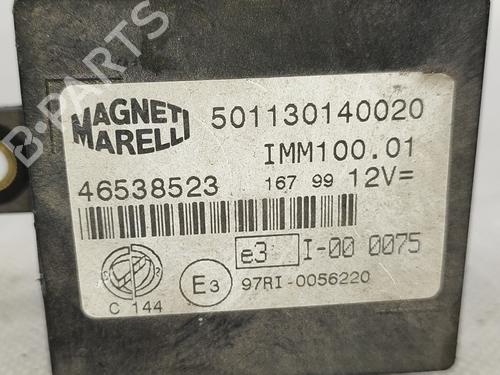 B-PARTS
MAGNETI MARELLI
501130140020
IMM100.01
46538523
167 99 12V=
e3 I-00 0075
E3
97RI-0056220
C 144